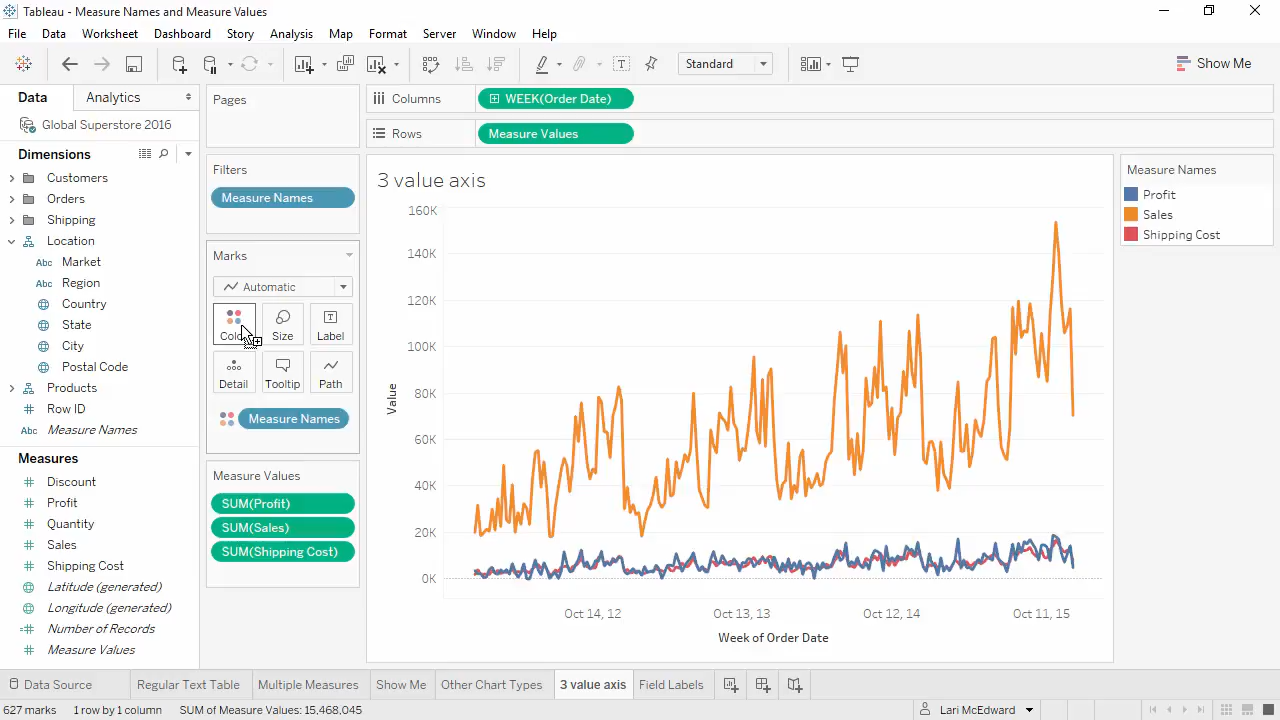 Tableau - Measure Names and Measure Values
File Data Worksheet Dashboard Story Analysis Map Format Server Window Help
Standard
Show Me
Data Analytics
Global Superstore 2016
Dimensions
Customers
Orders
Shipping
Location
Abc Market
Abc Region
Country
State
City
Postal Code
Products
Row ID
Abc Measure Names
Measures
Discount
Profit
Quantity
Sales
Shipping Cost
Latitude (generated)
Longitude (generated)
Number of Records
Measure Values
Pages
Filters
Measure Names
Marks
Automatic
Size Label
Detail Tooltip Path
Measure Names
Measure Values
SUM(Profit)
SUM(Sales)
SUM(Shipping Cost)
Columns WEEK(Order Date)
Rows Measure Values
3 value axis
160K
140K
120K
100K
80K
60K
40K
20K
0K
Value
Oct 14, 12 Oct 13, 13 Oct 12, 14 Oct 11, 15
Week of Order Date
Measure Names
Profit
Sales
Shipping Cost
Data Source Regular Text Table Multiple Measures Show Me Other Chart Types 3 value axis Field Labels
627 marks 1 row by 1 column SUM of Measure Values: 15,468,045 Lari McEdward